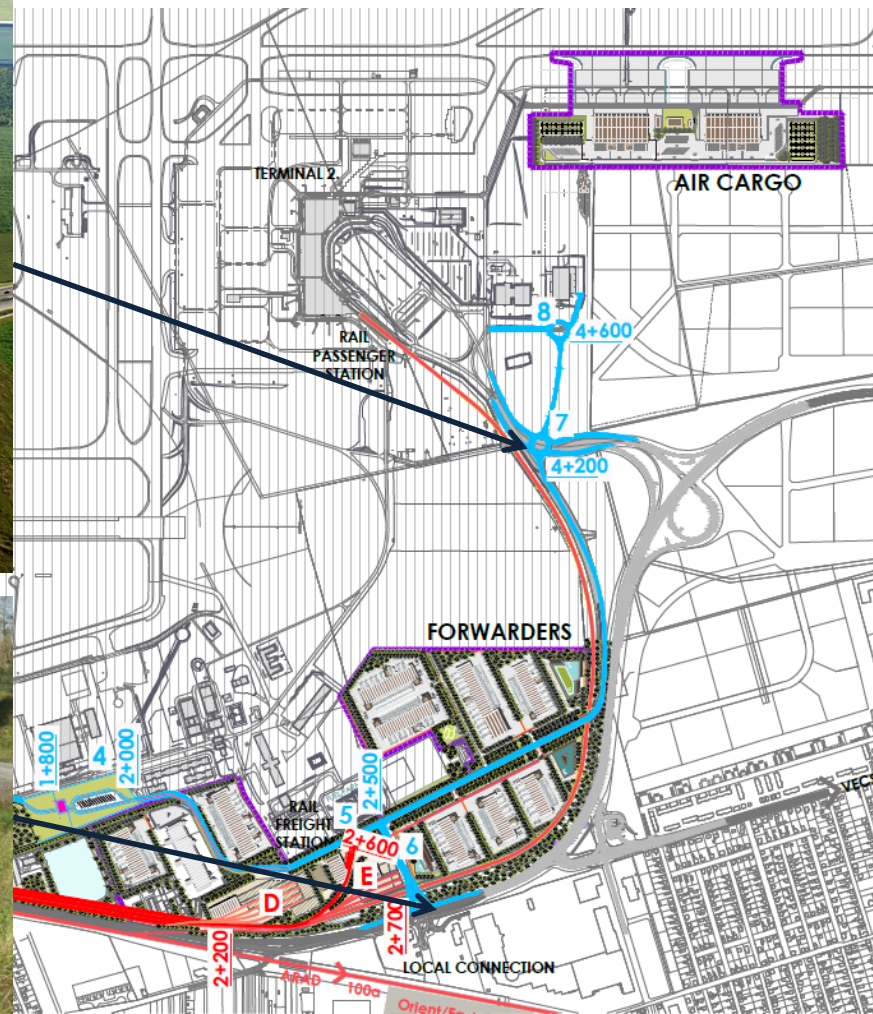 TERMINAL 2.
AIR CARGO
8
4+600
RAIL
PASSENGER
STATION
7
4+200
FORWARDERS
1+800
4
2+000
2+500
RAIL
FREIGHT
STATION
5
2+600
6
E
D
2+200
2+700
LOCAL CONNECTION
ARAD
100a